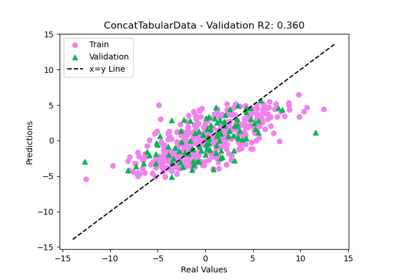 ConcatTabularData - Validation R2: 0.360
Train
Validation
x=y Line
15
10
5
0
−5
−10
−15
Predictions
−15 −10 −5 0 5 10 15
Real Values